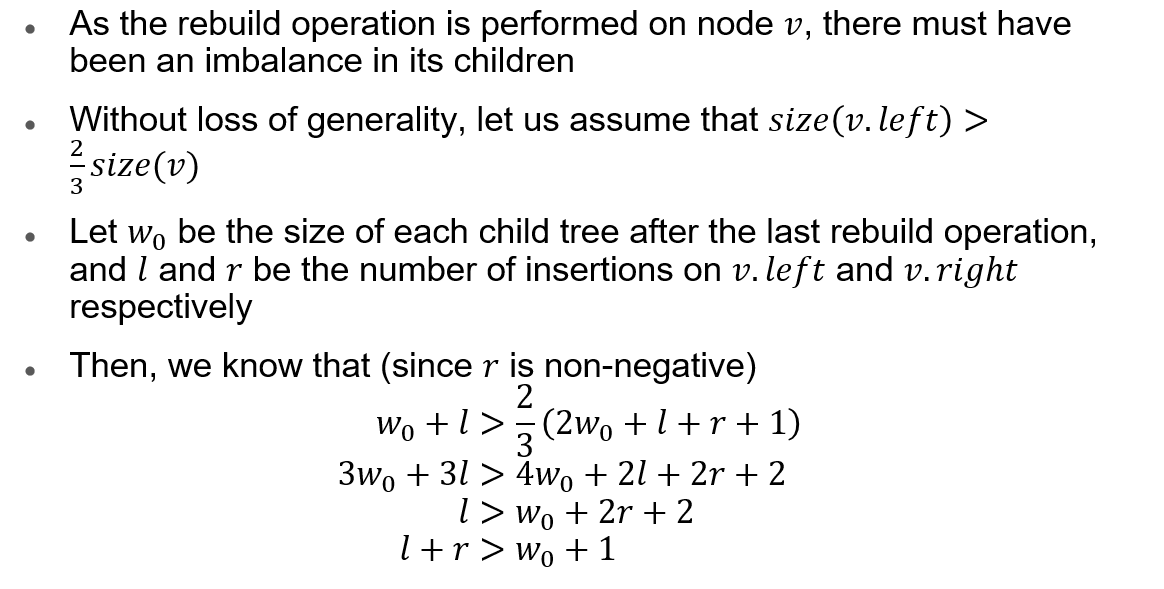 • As the rebuild operation is performed on node 𝑣, there must have
been an imbalance in its children
• Without loss of generality, let us assume that 𝑠𝑖𝑧𝑒(𝑣.𝑙𝑒𝑓𝑡) >
2/3 𝑠𝑖𝑧𝑒(𝑣)
• Let 𝑤₀ be the size of each child tree after the last rebuild operation,
and 𝑙 and 𝑟 be the number of insertions on 𝑣.𝑙𝑒𝑓𝑡 and 𝑣.𝑟𝑖𝑔ℎ𝑡
respectively
• Then, we know that (since 𝑟 is non-negative)
𝑤₀ + 𝑙 > 2/3 (2𝑤₀ + 𝑙 + 𝑟 + 1)
3𝑤₀ + 3𝑙 > 4𝑤₀ + 2𝑙 + 2𝑟 + 2
𝑙 > 𝑤₀ + 2𝑟 + 2
𝑙 + 𝑟 > 𝑤₀ + 1